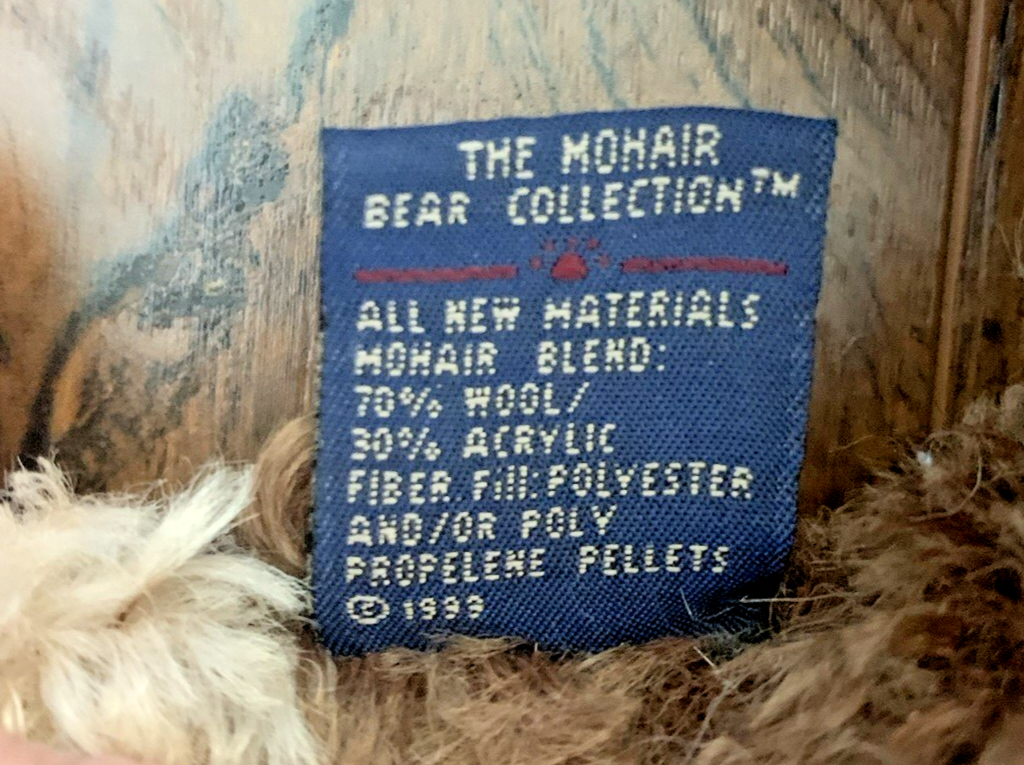 THE MOHAIR
BEAR COLLECTION™
ALL NEW MATERIALS
MOHAIR BLEND:
70% WOOL/
30% ACRYLIC
FIBER Fill: POLYESTER
AND/OR POLY
PROPELENE PELLETS
© 1999